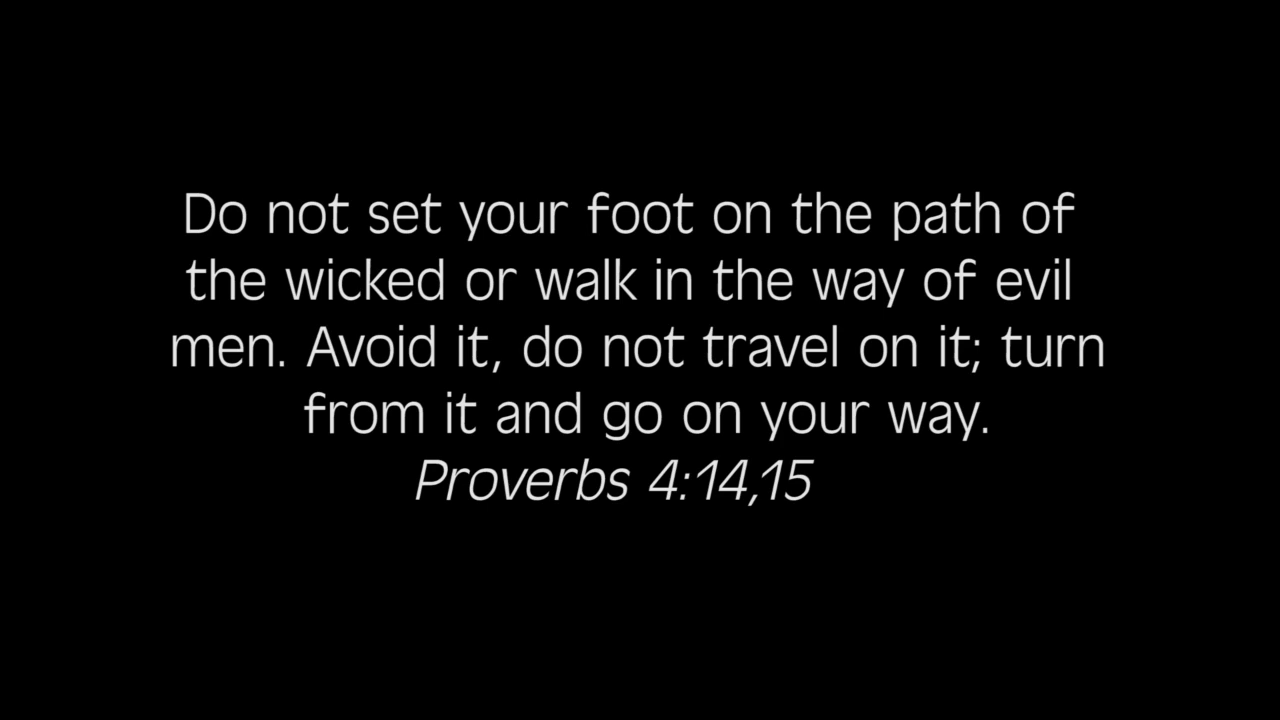 Do not set your foot on the path of
the wicked or walk in the way of evil
men. Avoid it, do not travel on it; turn
from it and go on your way.
Proverbs 4:14,15